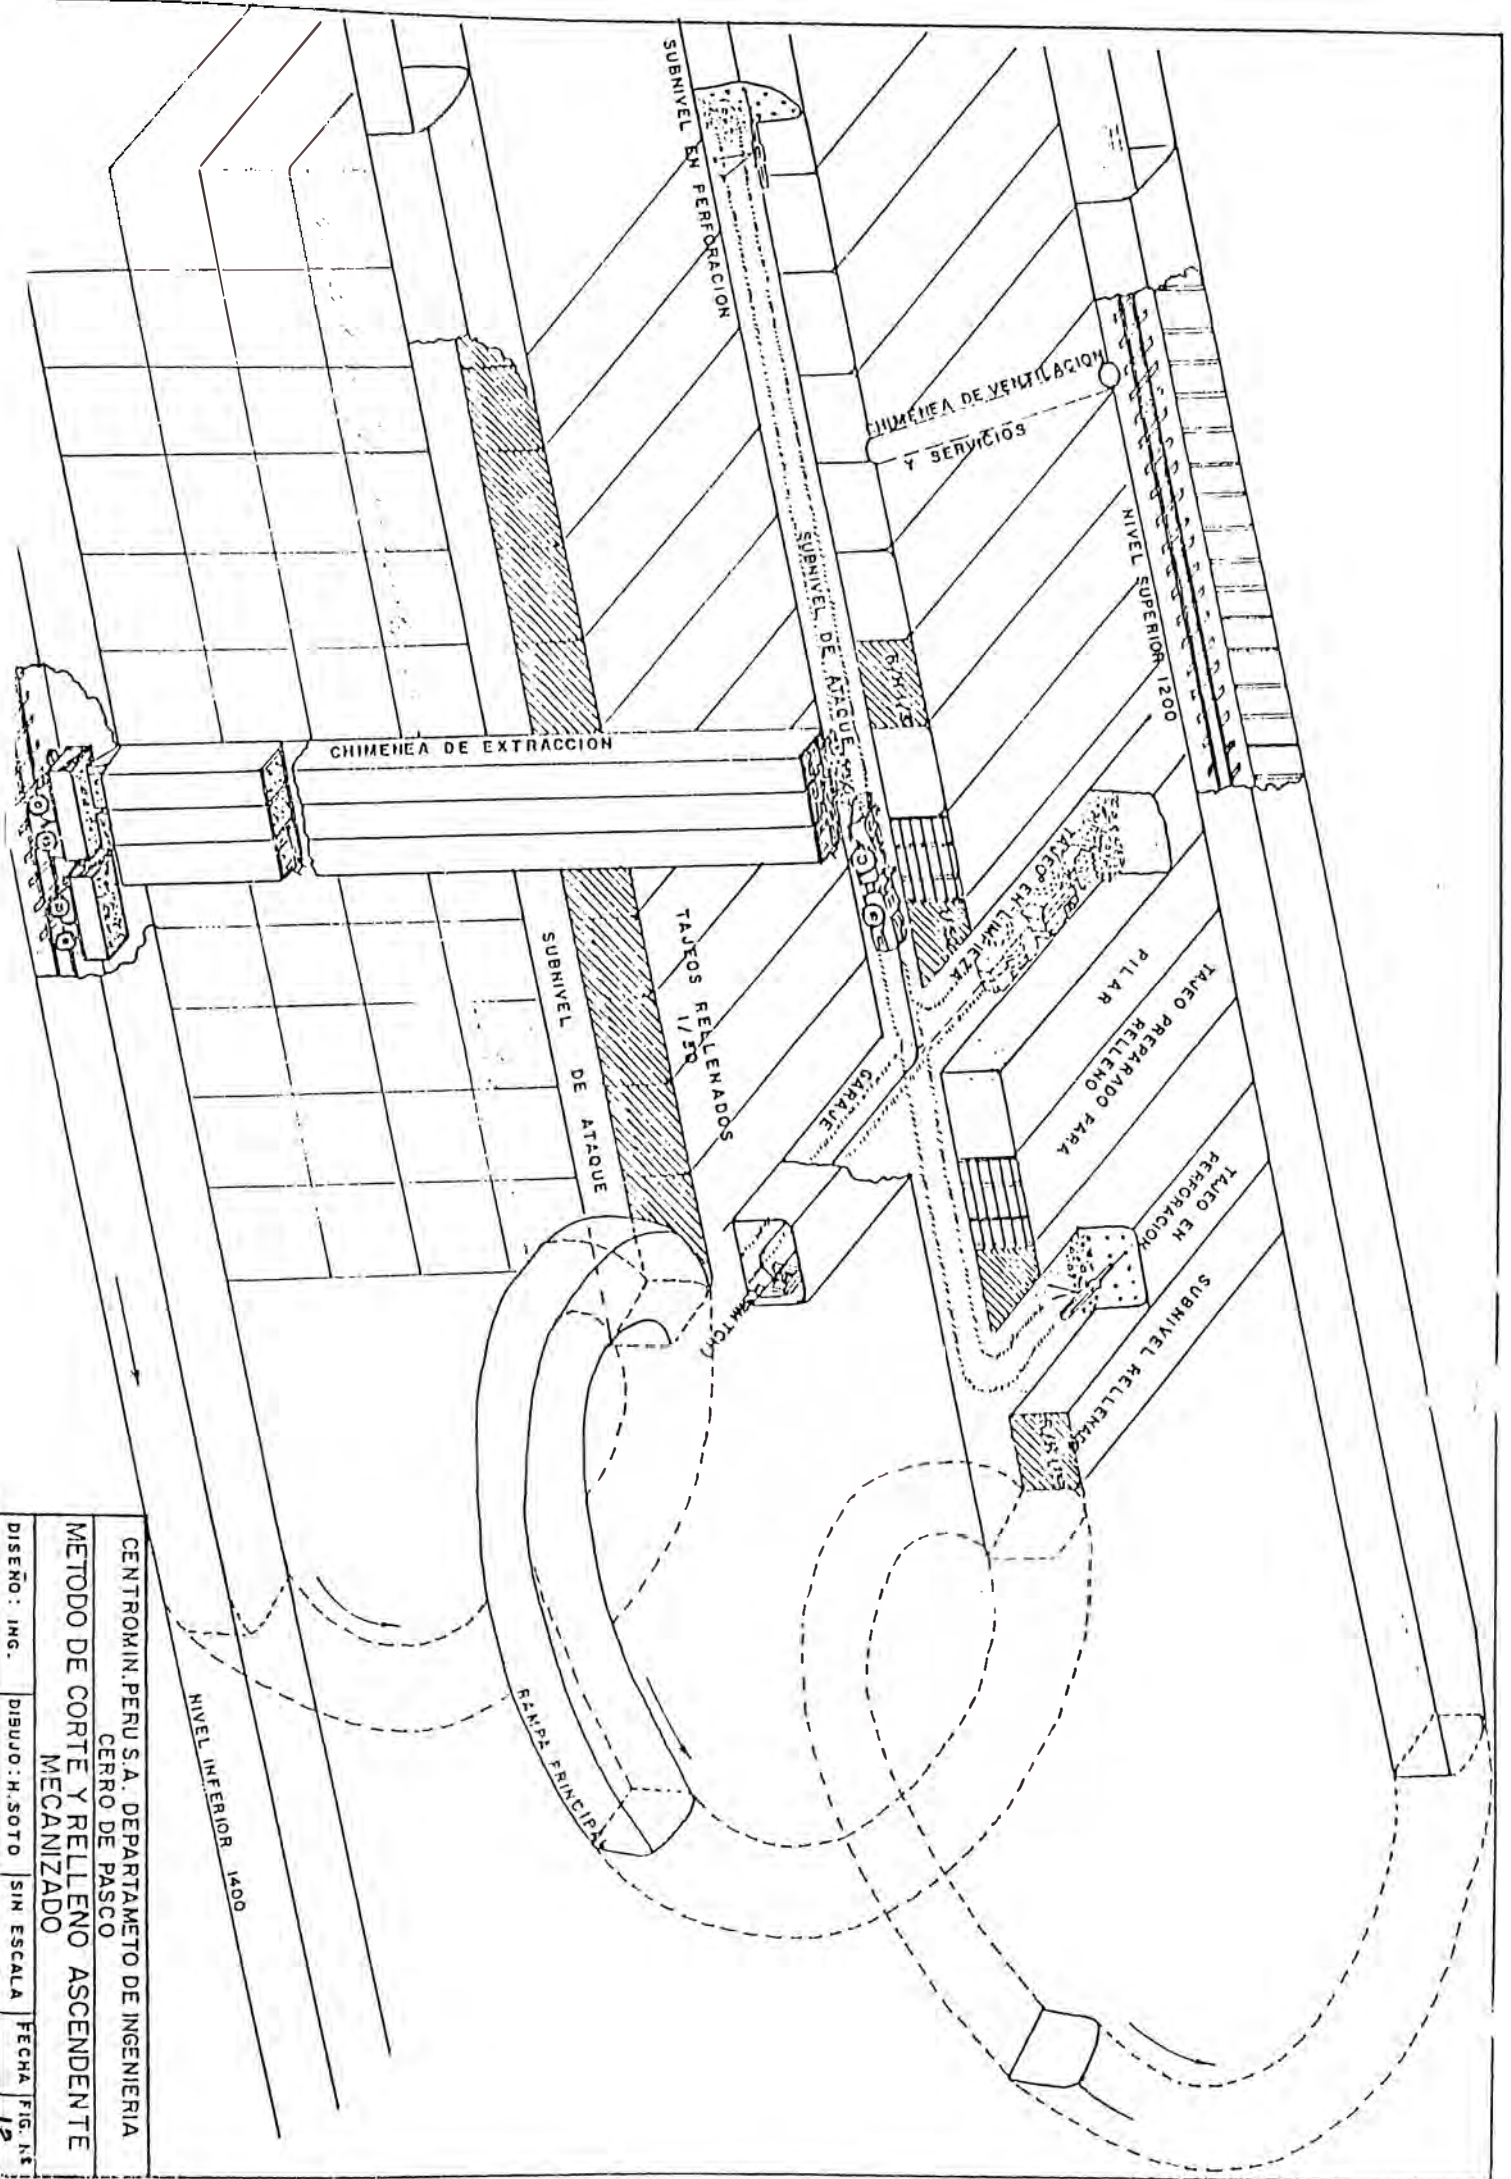 SUBNIVEL EN PERFORACION
CHIMENEA DE VENTILACION
Y SERVICIOS
NIVEL SUPERIOR 1200
SUBNIVEL DE ATAQUE
CHIMENEA DE EXTRACCION
TAJEO EN LIMPIEZA
PILAR
TAJEO PREPARADO PARA
RELLENO
TAJEO EN
PERFORACION
SUBNIVEL RELLENADO
GARAJE
TAJEOS RELLENADOS
1/30
SUBNIVEL DE ATAQUE
RAMPA PRINCIPAL
NIVEL INFERIOR 1400
CENTROMIN.PERU S.A. DEPARTAMETO DE INGENIERIA
CERRO DE PASCO
METODO DE CORTE Y RELLENO ASCENDENTE
MECANIZADO
DISEÑO: ING.
DIBUJO: H.SOTO
SIN ESCALA
FECHA
FIG. Nº